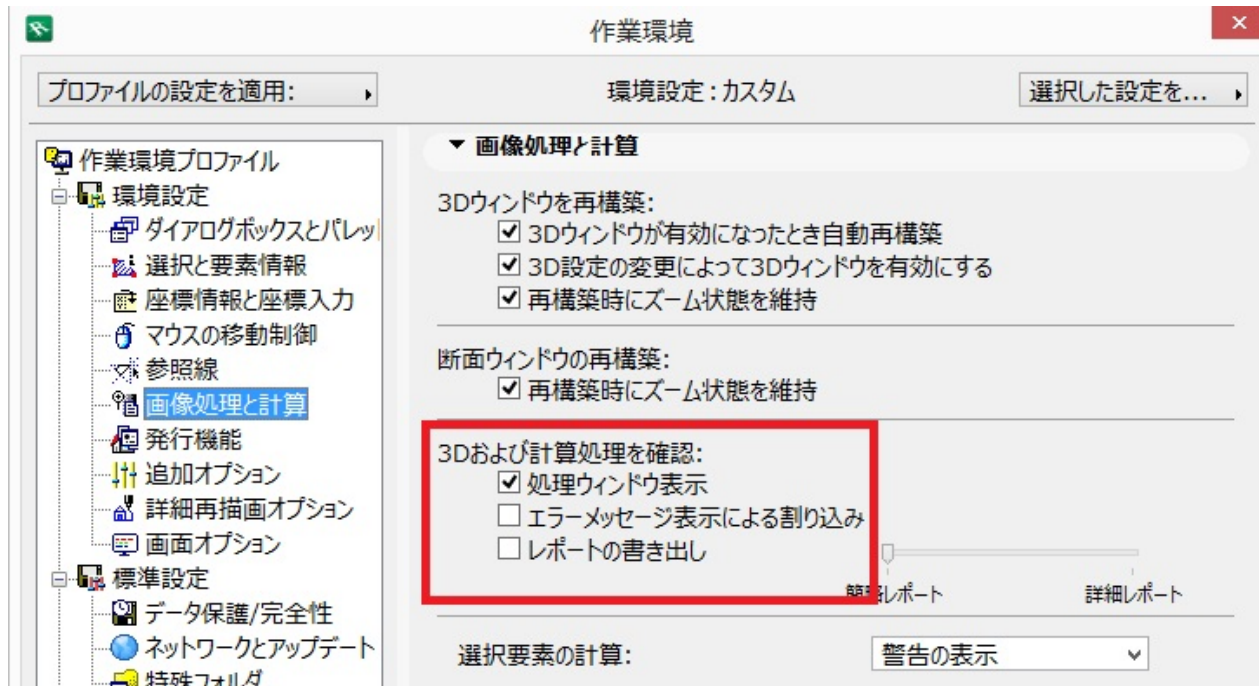 作業環境
プロファイルの設定を適用:
環境設定 : カスタム
選択した設定を...
作業環境プロファイル
環境設定
ダイアログボックスとパレッ
選択と要素情報
座標情報と座標入力
マウスの移動制御
参照線
画像処理と計算
発行機能
追加オプション
詳細再描画オプション
画面オプション
標準設定
データ保護/完全性
ネットワークとアップデート
特殊フォルダ
画像処理と計算
3Dウィンドウを再構築:
3Dウィンドウが有効になったとき自動再構築
3D設定の変更によって3Dウィンドウを有効にする
再構築時にズーム状態を維持
断面ウィンドウの再構築:
再構築時にズーム状態を維持
3Dおよび計算処理を確認:
処理ウィンドウ表示
エラーメッセージ表示による割り込み
レポートの書き出し
簡略レポート
詳細レポート
選択要素の計算:
警告の表示